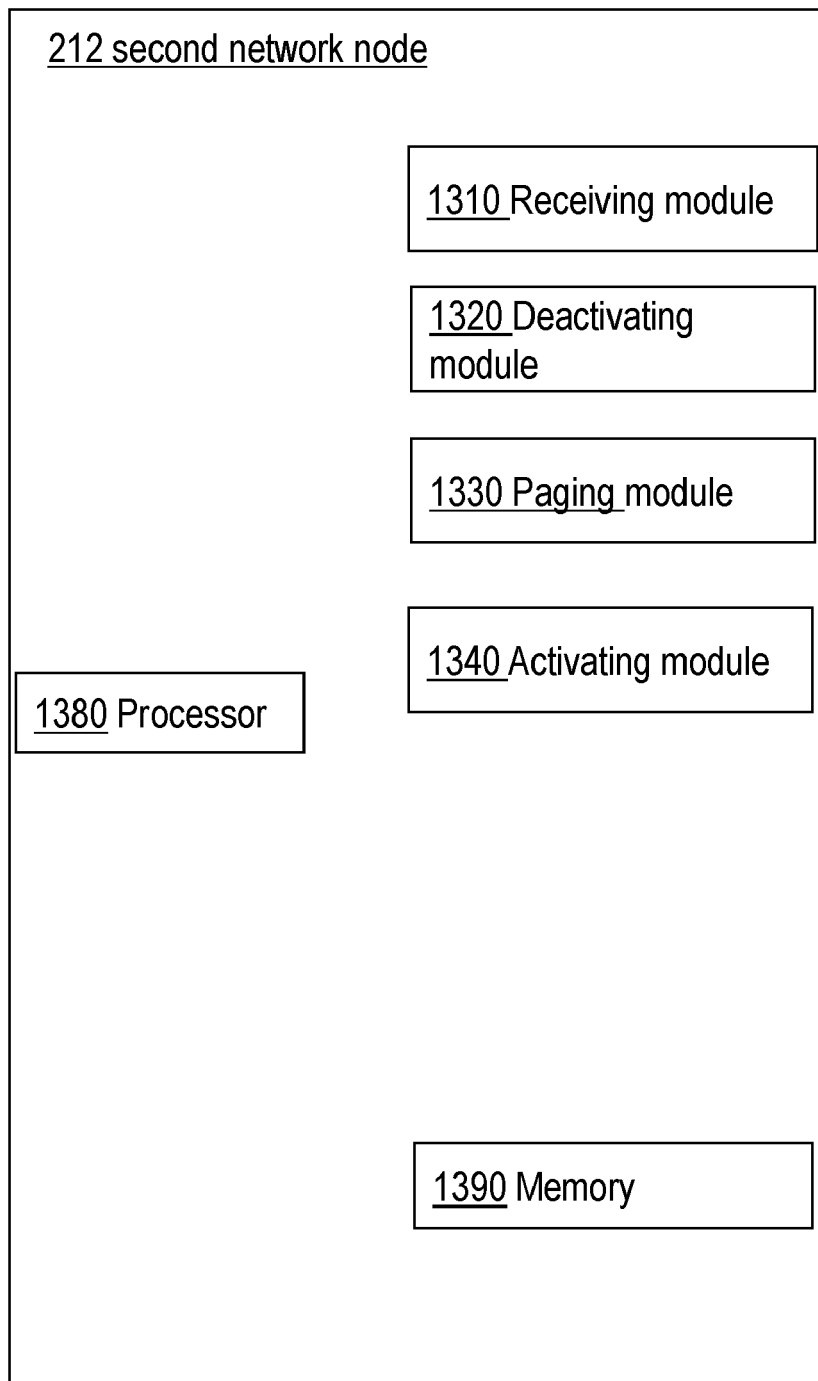 212 second network node
1310 Receiving module
1320 Deactivating
module
1330 Paging module
1340 Activating module
1380 Processor
1390 Memory